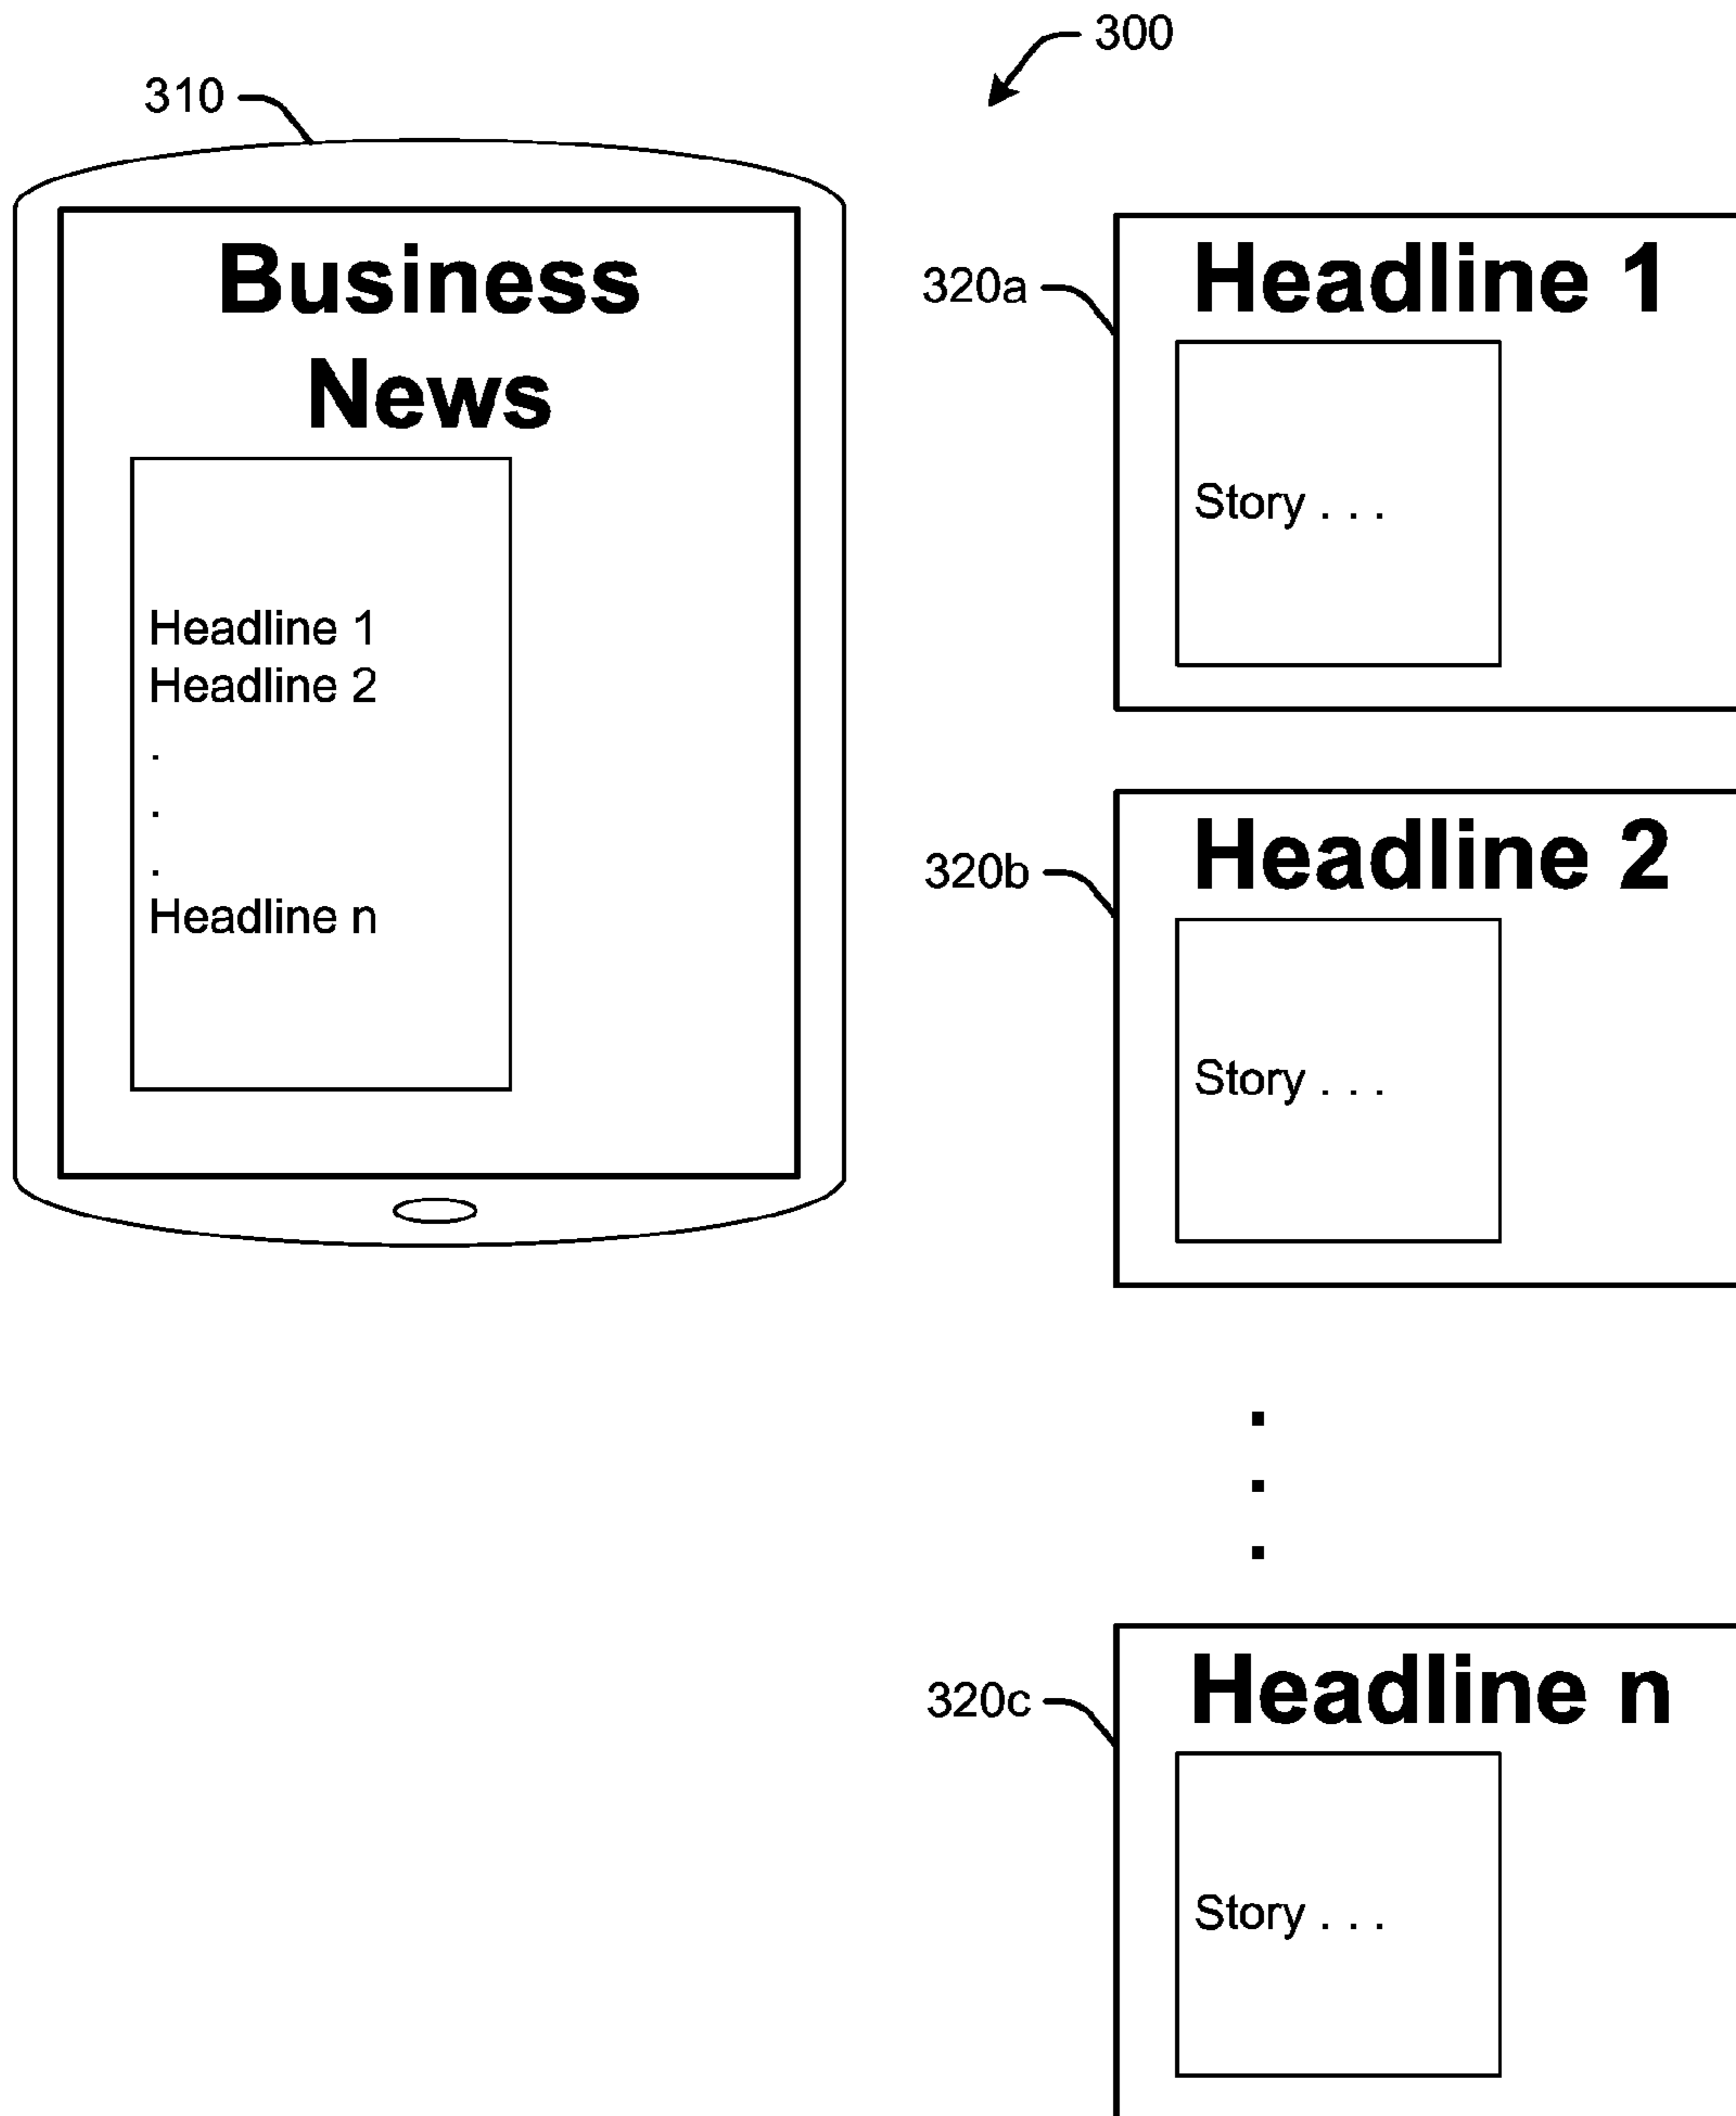 300
310
Business
News
Headline 1
Headline 2
.
.
.
Headline n
320a
Headline 1
Story . . .
320b
Headline 2
Story . . .
.
.
.
320c
Headline n
Story . . .